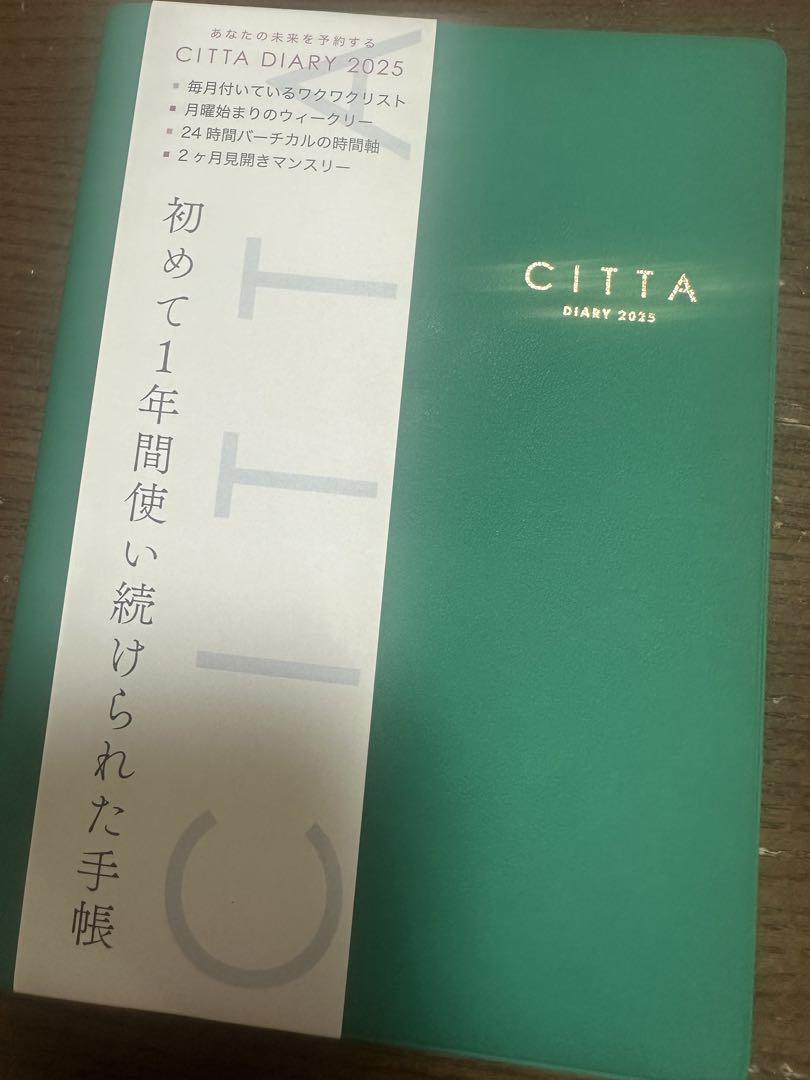 あなたの未来を予約する
CITTA DIARY 2025
■ 毎月付いているワクワクリスト
■ 月曜始まりのウィークリー
■ 24時間バーチカルの時間軸
■ 2ヶ月見開きマンスリー
初めて1年間使い続けられた手帳
CITTA
CITTA
DIARY 2025